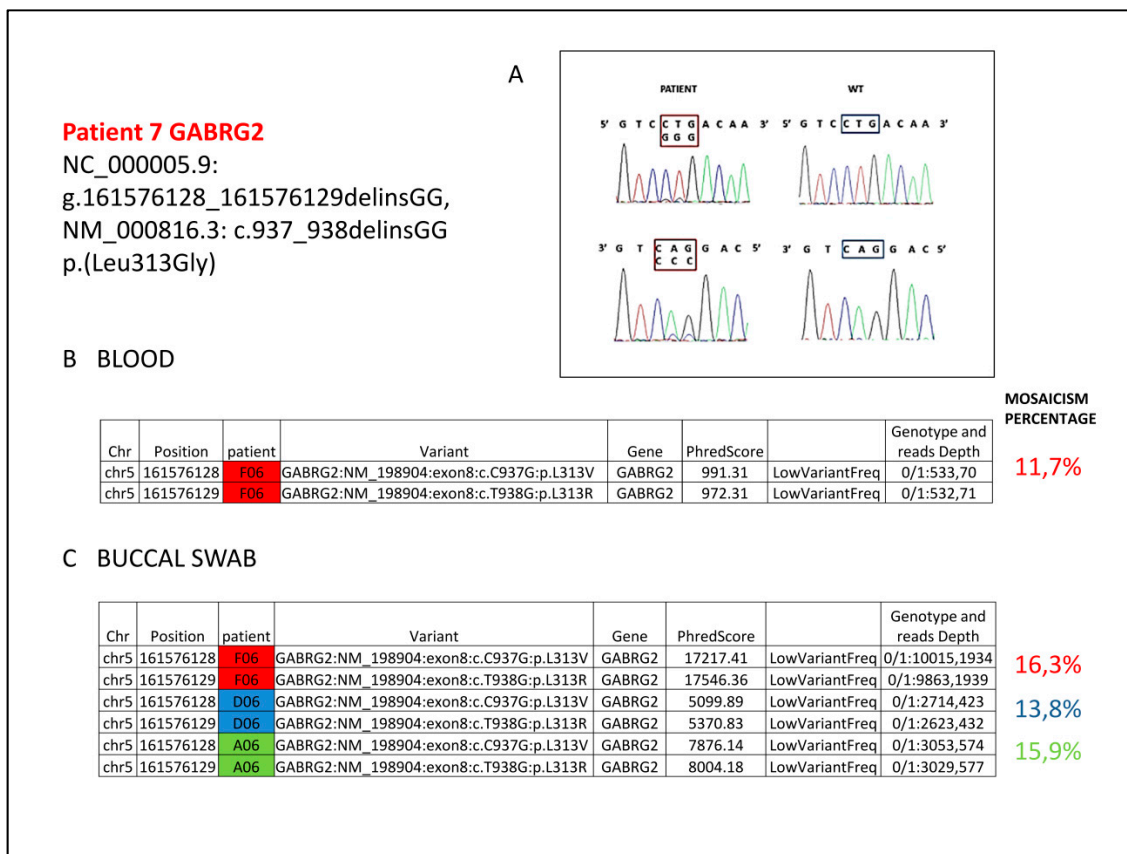 A
Patient 7 GABRG2
NC_000005.9:
g.161576128_161576129delinsGG,
NM_000816.3: c.937_938delinsGG
p.(Leu313Gly)
PATIENT WT
5' G T C C T G A C A A 3' 5' G T C C T G A C A A 3'
G G G
3' G T C A G G A C 5' 3' G T C A G G A C 5'
C C C
B BLOOD
MOSAICISM
PERCENTAGE
Chr Position patient Variant Gene PhredScore Genotype and reads Depth
chr5 161576128 F06 GABRG2:NM_198904:exon8:c.C937G:p.L313V GABRG2 991.31 LowVariantFreq 0/1:533,70
11,7%
chr5 161576129 F06 GABRG2:NM_198904:exon8:c.T938G:p.L313R GABRG2 972.31 LowVariantFreq 0/1:532,71
C BUCCAL SWAB
Chr Position patient Variant Gene PhredScore Genotype and reads Depth
chr5 161576128 F06 GABRG2:NM_198904:exon8:c.C937G:p.L313V GABRG2 17217.41 LowVariantFreq 0/1:10015,1934
16,3%
chr5 161576129 F06 GABRG2:NM_198904:exon8:c.T938G:p.L313R GABRG2 17546.36 LowVariantFreq 0/1:9863,1939
chr5 161576128 D06 GABRG2:NM_198904:exon8:c.C937G:p.L313V GABRG2 5099.89 LowVariantFreq 0/1:2714,423
13,8%
chr5 161576129 D06 GABRG2:NM_198904:exon8:c.T938G:p.L313R GABRG2 5370.83 LowVariantFreq 0/1:2623,432
chr5 161576128 A06 GABRG2:NM_198904:exon8:c.C937G:p.L313V GABRG2 7876.14 LowVariantFreq 0/1:3053,574
15,9%
chr5 161576129 A06 GABRG2:NM_198904:exon8:c.T938G:p.L313R GABRG2 8004.18 LowVariantFreq 0/1:3029,577